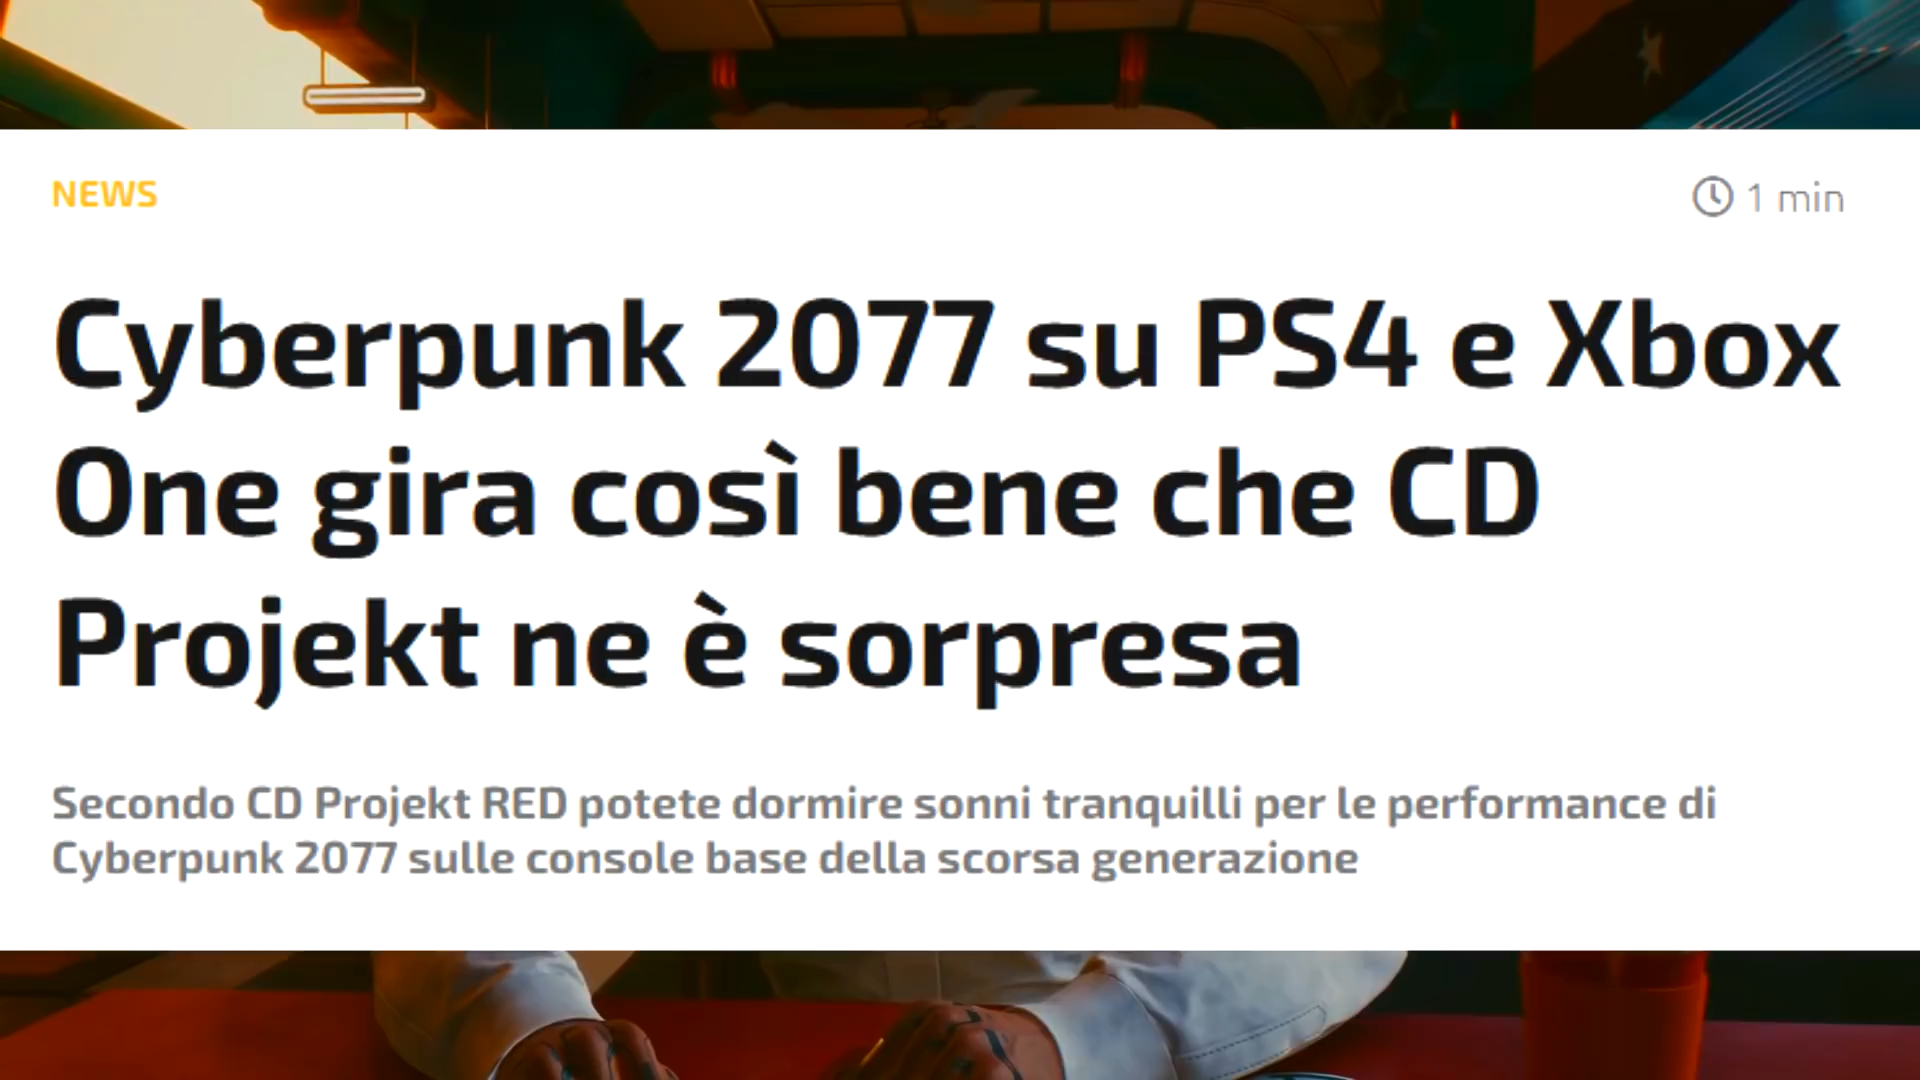 NEWS
1 min
Cyberpunk 2077 su PS4 e Xbox
One gira così bene che CD
Projekt ne è sorpresa
Secondo CD Projekt RED potete dormire sonni tranquilli per le performance di
Cyberpunk 2077 sulle console base della scorsa generazione